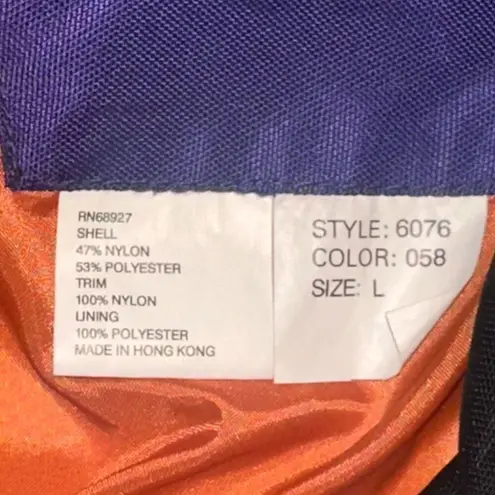 RN68927
SHELL
47% NYLON
53% POLYESTER
TRIM
100% NYLON
LINING
100% POLYESTER
MADE IN HONG KONG
STYLE: 6076
COLOR: 058
SIZE: L